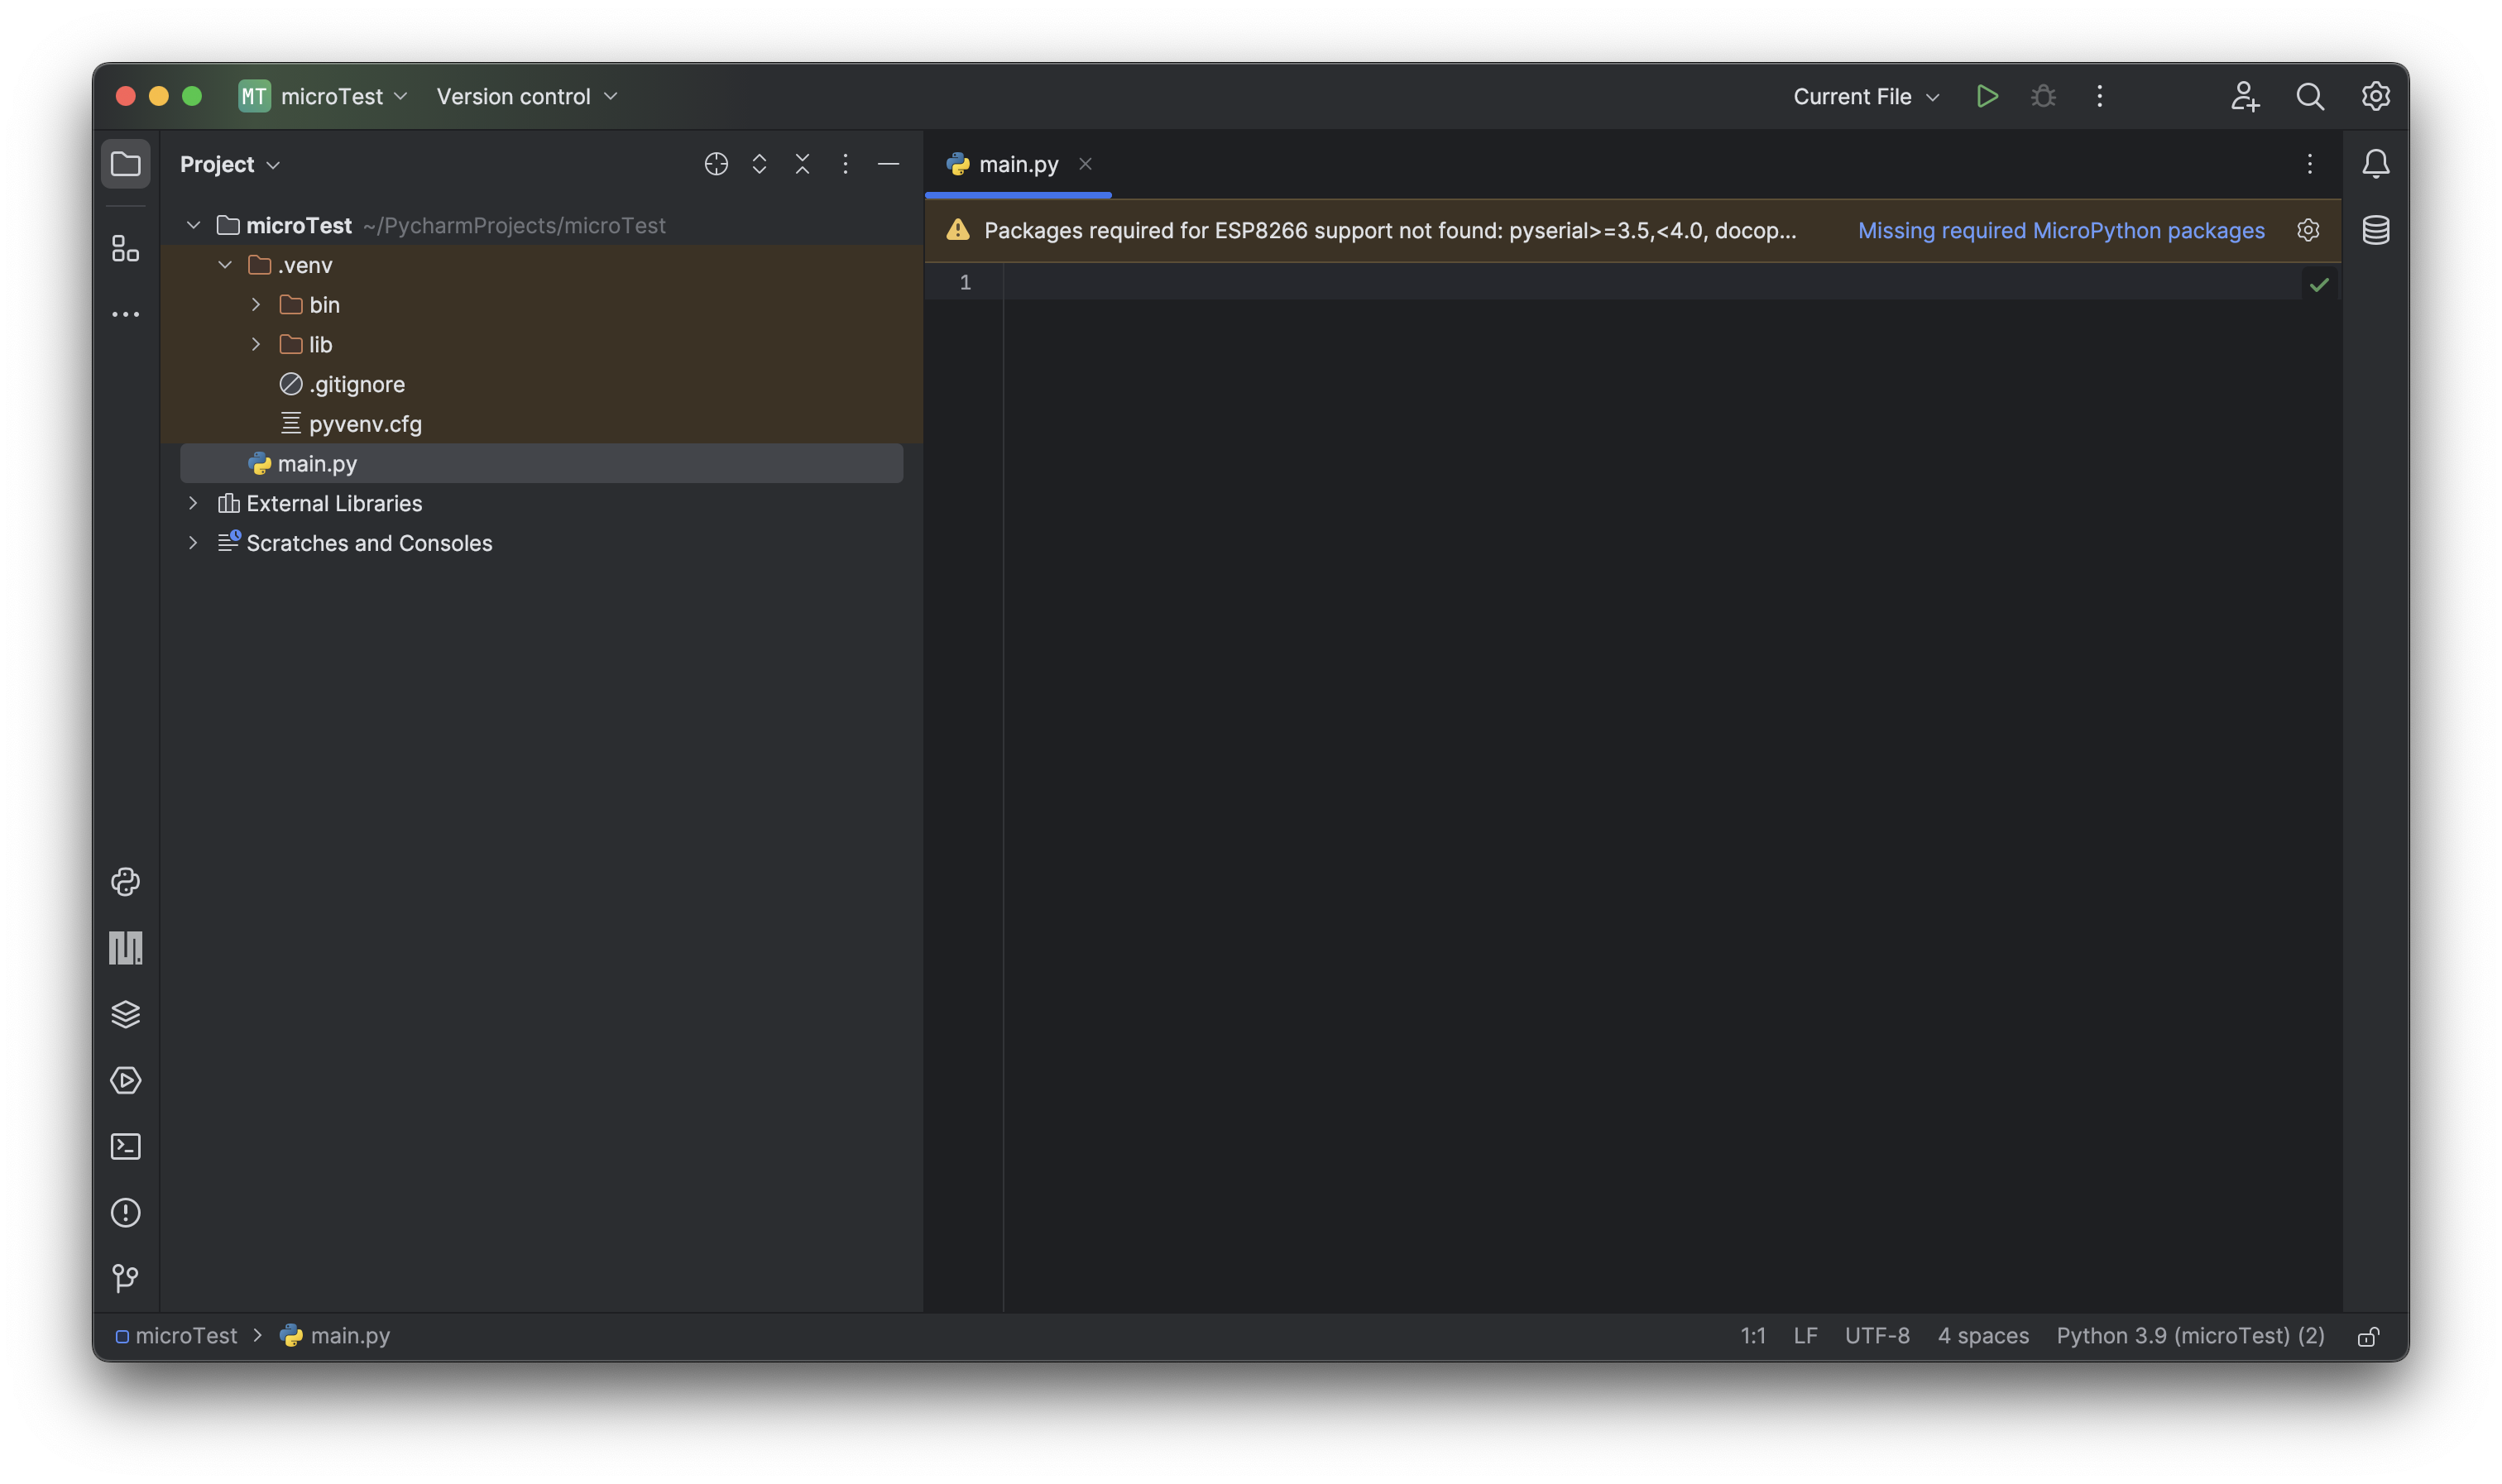 MT microTest Version control Current File
Project
main.py
microTest ~/PycharmProjects/microTest
Packages required for ESP8266 support not found: pyserial>=3.5,<4.0, docop... Missing required MicroPython packages
.venv
1
bin
lib
.gitignore
pyvenv.cfg
main.py
External Libraries
Scratches and Consoles
microTest > main.py
1:1 LF UTF-8 4 spaces Python 3.9 (microTest) (2)